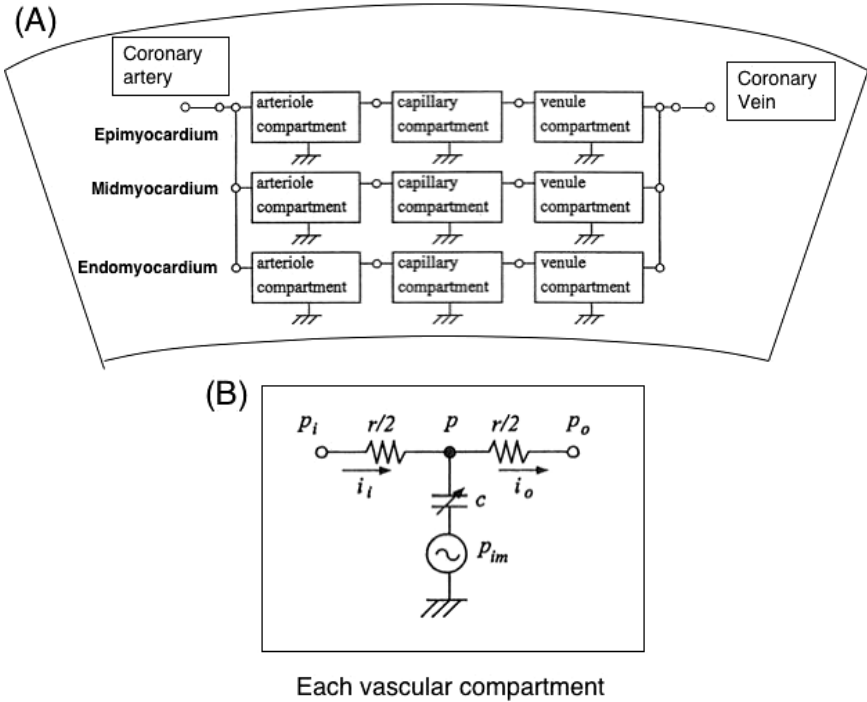 (A)
Coronary
artery
Coronary
Vein
arteriole
compartment
capillary
compartment
venule
compartment
Epimyocardium
Midmyocardium
arteriole
compartment
capillary
compartment
venule
compartment
Endomyocardium
arteriole
compartment
capillary
compartment
venule
compartment
(B)
p_i r/2 p r/2 p_o
i_i i_o
c
p_im
Each vascular compartment